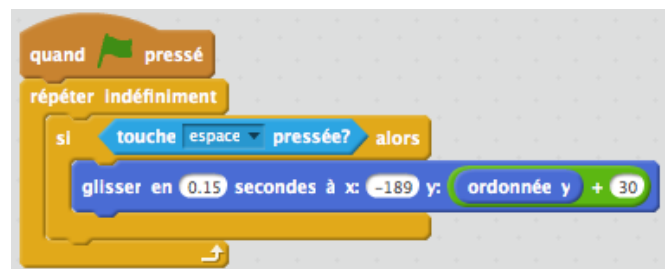 quand pressé
répéter indéfiniment
si touche espace pressée? alors
glisser en 0.15 secondes à x: -189 y: ordonnée y + 30